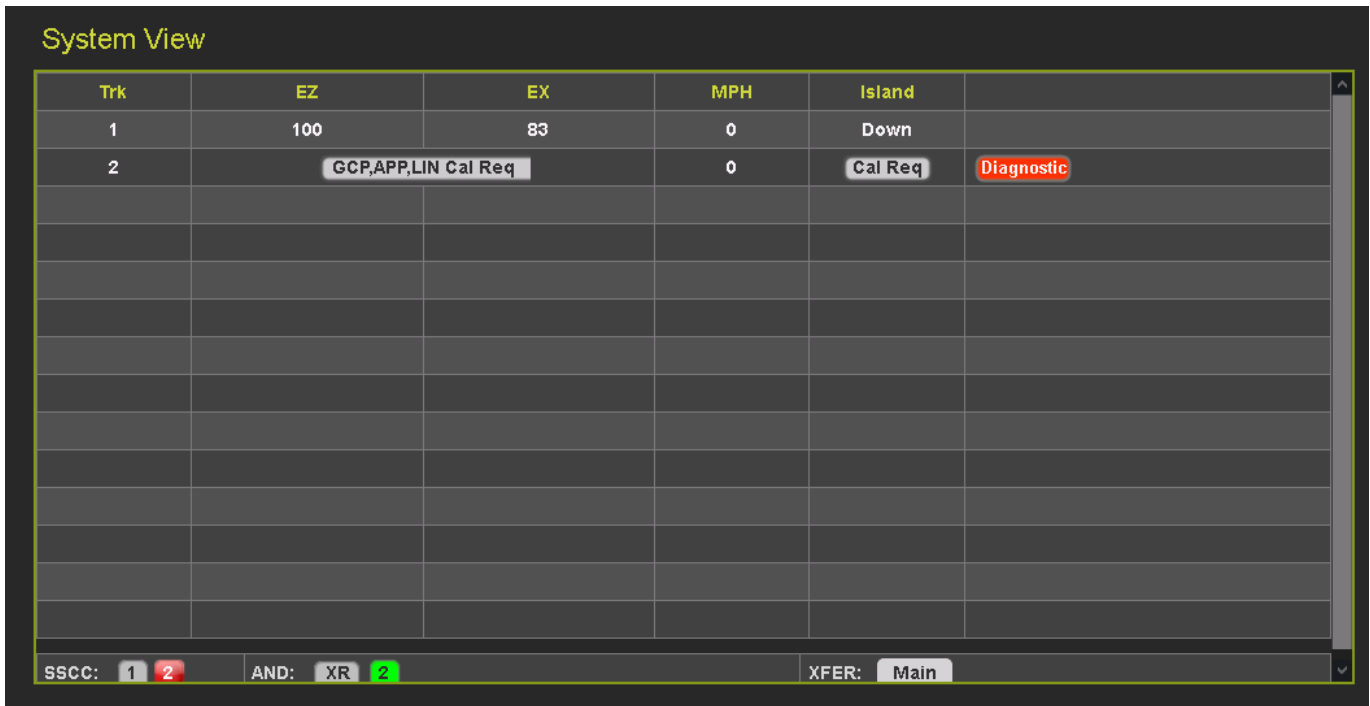 System View
Trk EZ EX MPH Island
1 100 83 0 Down
2 GCP,APP,LIN Cal Req 0 Cal Req Diagnostic
SSCC: 1 2 AND: XR 2 XFER: Main